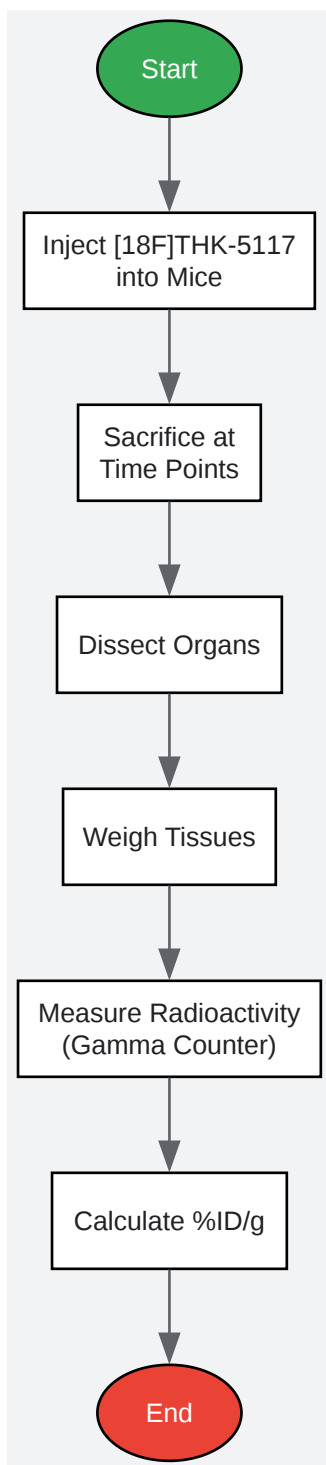 Start
Inject [18F]THK-5117
into Mice
Sacrifice at
Time Points
Dissect Organs
Weigh Tissues
Measure Radioactivity
(Gamma Counter)
Calculate %ID/g
End